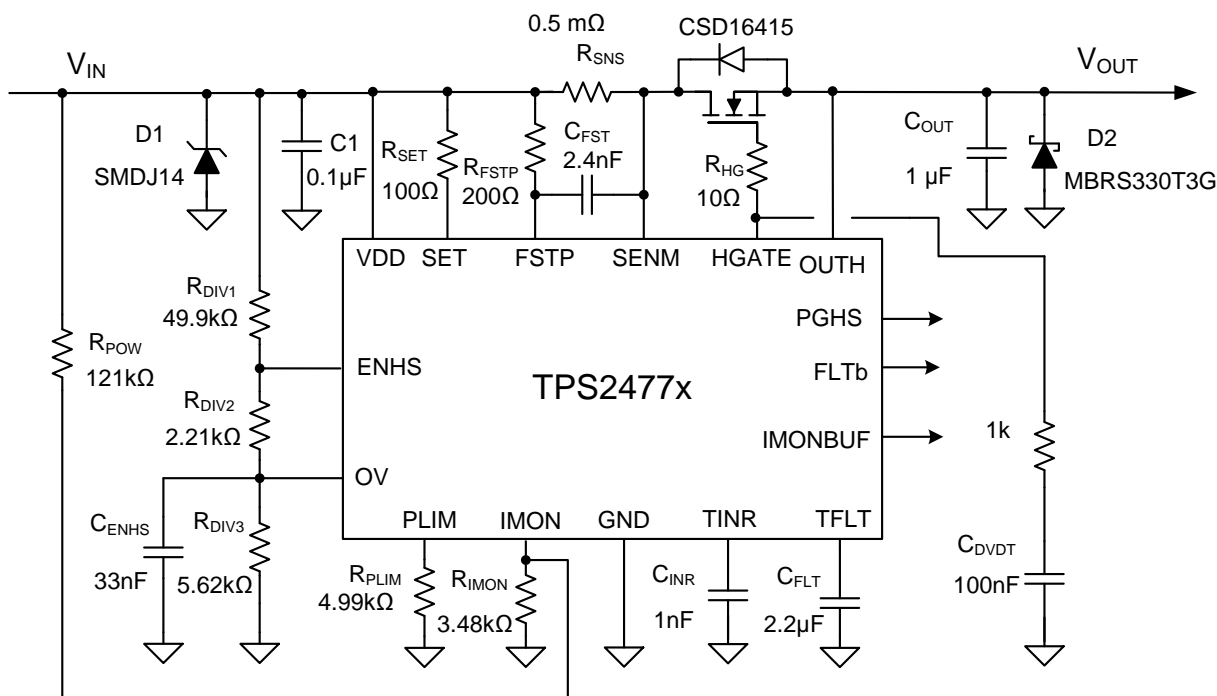 0.5 mΩ
CSD16415
V_IN
R_SNS
V_OUT
D1
SMDJ14
C1
0.1µF
R_SET
100Ω
R_FSTP
200Ω
C_FST
2.4nF
R_HG
10Ω
C_OUT
1 µF
D2
MBRS330T3G
VDD
SET
FSTP
SENM
HGATE
OUTH
R_DIV1
49.9kΩ
R_POW
121kΩ
ENHS
TPS2477x
PGHS
FLTb
R_DIV2
2.21kΩ
IMONBUF
1k
OV
C_ENHS
33nF
R_DIV3
5.62kΩ
PLIM
IMON
GND
TINR
TFLT
R_PLIM
4.99kΩ
R_IMON
3.48kΩ
C_INR
1nF
C_FLT
2.2µF
C_DVDT
100nF